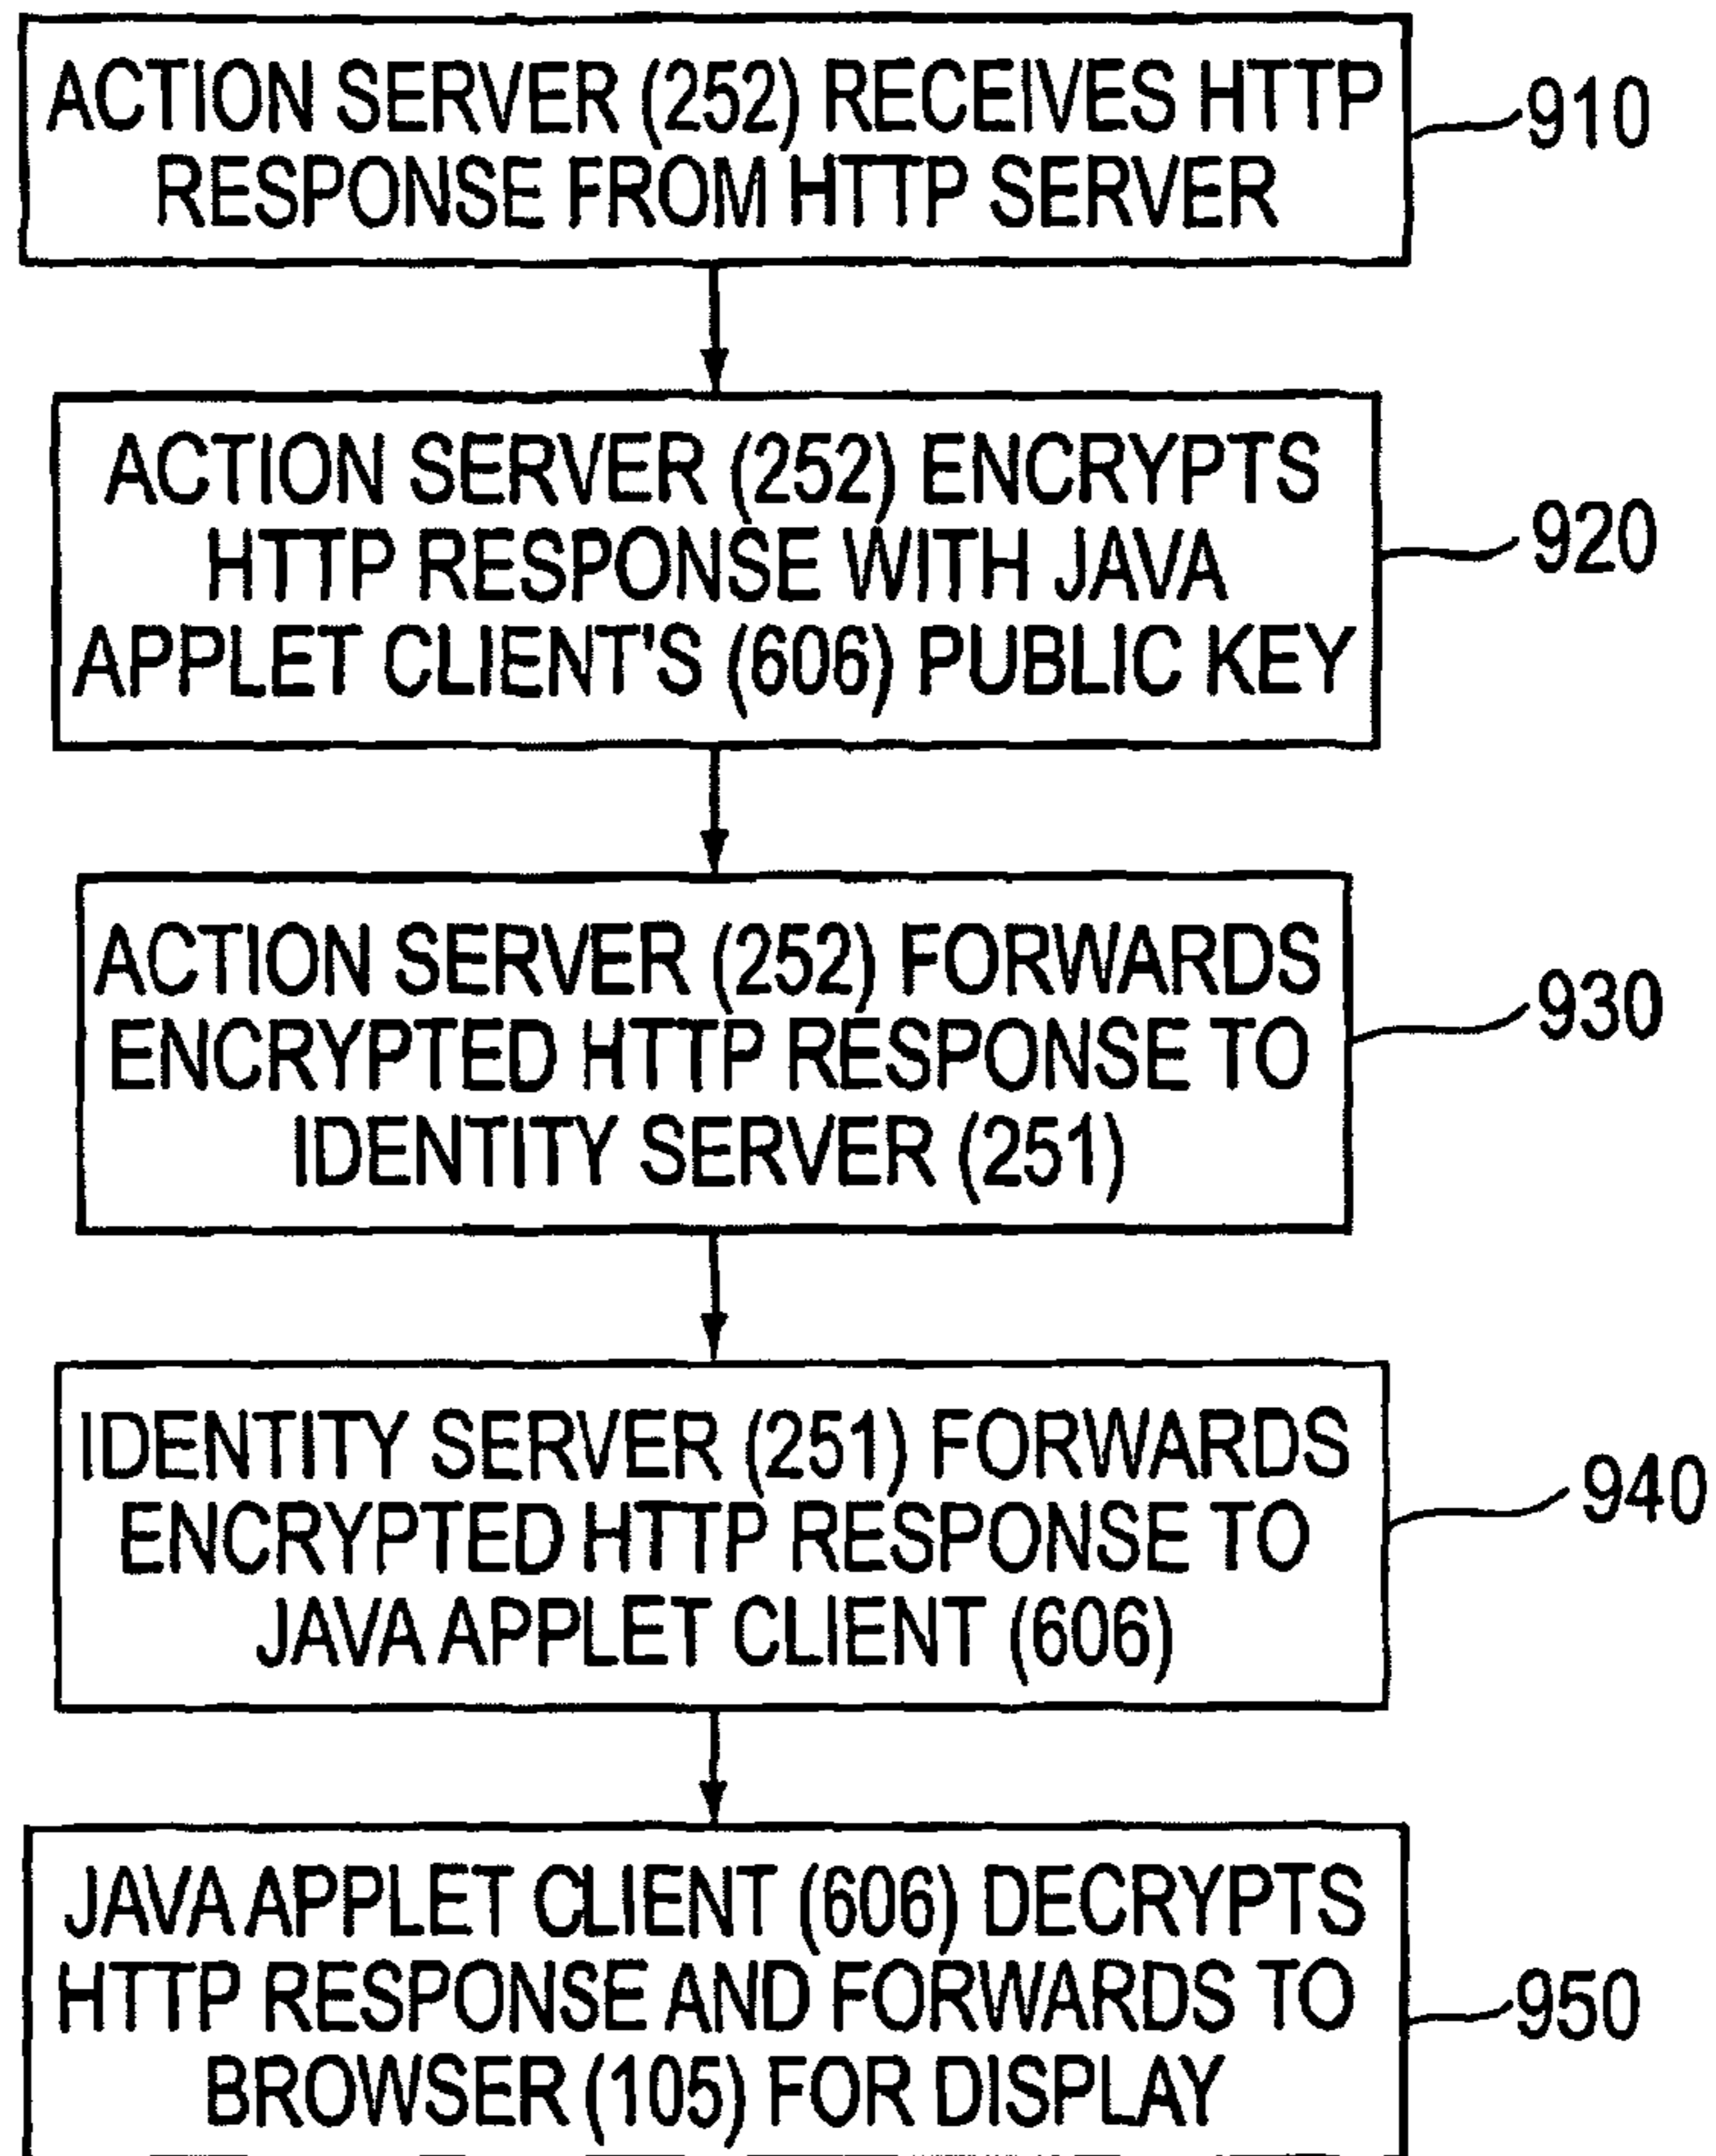 ACTION SERVER (252) RECEIVES HTTP
RESPONSE FROM HTTP SERVER
910
ACTION SERVER (252) ENCRYPTS
HTTP RESPONSE WITH JAVA
APPLET CLIENT'S (606) PUBLIC KEY
920
ACTION SERVER (252) FORWARDS
ENCRYPTED HTTP RESPONSE TO
IDENTITY SERVER (251)
930
IDENTITY SERVER (251) FORWARDS
ENCRYPTED HTTP RESPONSE TO
JAVA APPLET CLIENT (606)
940
JAVA APPLET CLIENT (606) DECRYPTS
HTTP RESPONSE AND FORWARDS TO
BROWSER (105) FOR DISPLAY
950